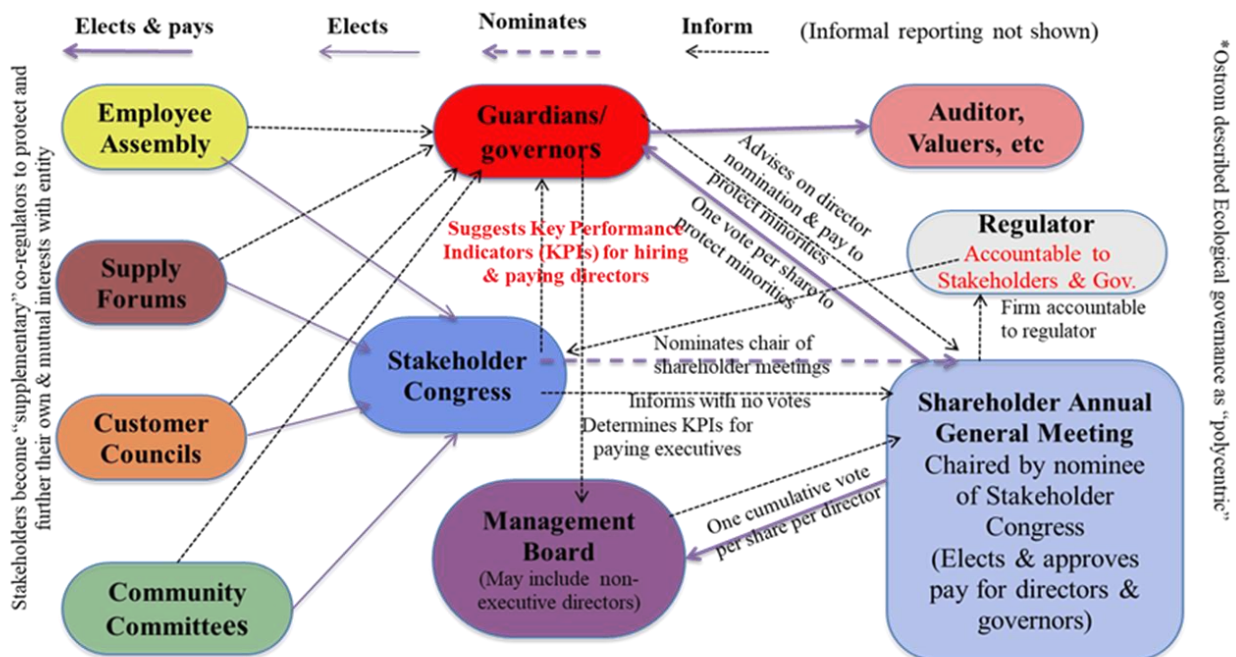 Elects & pays
Elects
Nominates
Inform
(Informal reporting not shown)
Stakeholders become “supplementary” co-regulators to protect and
further their own & mutual interests with entity
*Ostrom described Ecological governance as “polycentric”
Employee
Assembly
Guardians/
governors
Auditor,
Valuers, etc
Advises on director
nomination & pay to
protect minorities
One vote per share to
protect minorities
Suggests Key Performance
Indicators (KPIs) for hiring
& paying directors
Regulator
Accountable to
Stakeholders & Gov.
Firm accountable
to regulator
Supply
Forums
Stakeholder
Congress
Nominates chair of
shareholder meetings
Informs with no votes
Determines KPIs for
paying executives
Customer
Councils
Shareholder Annual
General Meeting
Chaired by nominee
of Stakeholder
Congress
(Elects & approves
pay for directors &
governors)
One cumulative vote
per share per director
Management
Board
(May include non-
executive directors)
Community
Committees